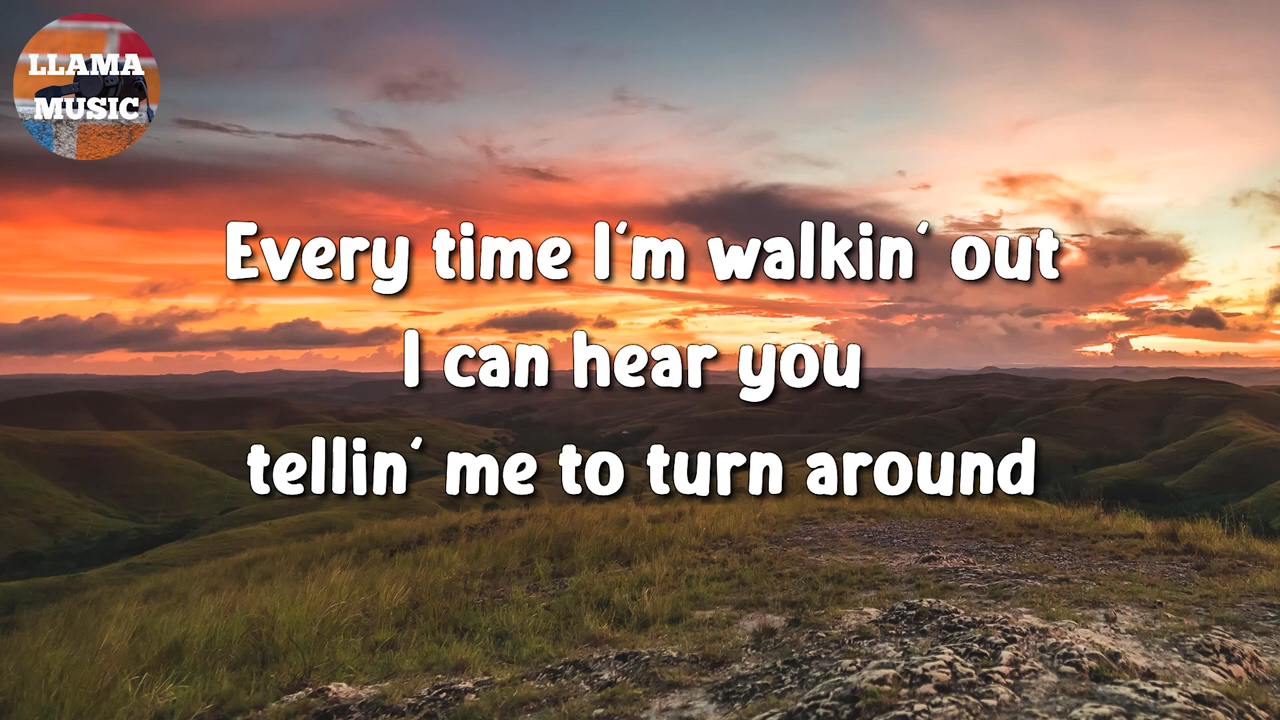 LLAMA
MUSIC
Every time I'm walkin' out
I can hear you
tellin' me to turn around